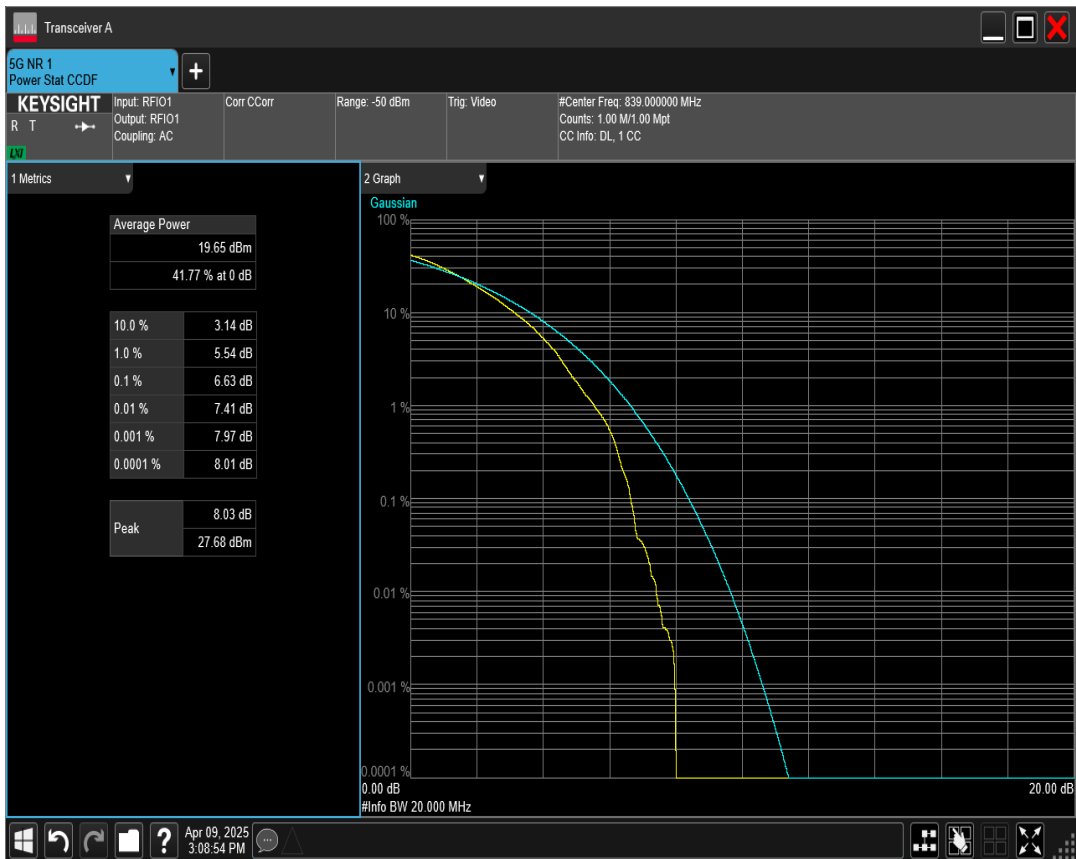 Transceiver A
5G NR 1
Power Stat CCDF
+
KEYSIGHT
R T
LXI
Input: RFIO1
Output: RFIO1
Coupling: AC
Corr CCorr
Range: -50 dBm
Trig: Video
#Center Freq: 839.000000 MHz
Counts: 1.00 M/1.00 Mpt
CC Info: DL, 1 CC
1 Metrics
Average Power
19.65 dBm
41.77 % at 0 dB
10.0 % 3.14 dB
1.0 % 5.54 dB
0.1 % 6.63 dB
0.01 % 7.41 dB
0.001 % 7.97 dB
0.0001 % 8.01 dB
Peak
8.03 dB
27.68 dBm
2 Graph
Gaussian
100 %
10 %
1 %
0.1 %
0.01 %
0.001 %
0.0001 %
0.00 dB 20.00 dB
#Info BW 20.000 MHz
?
Apr 09, 2025
3:08:54 PM